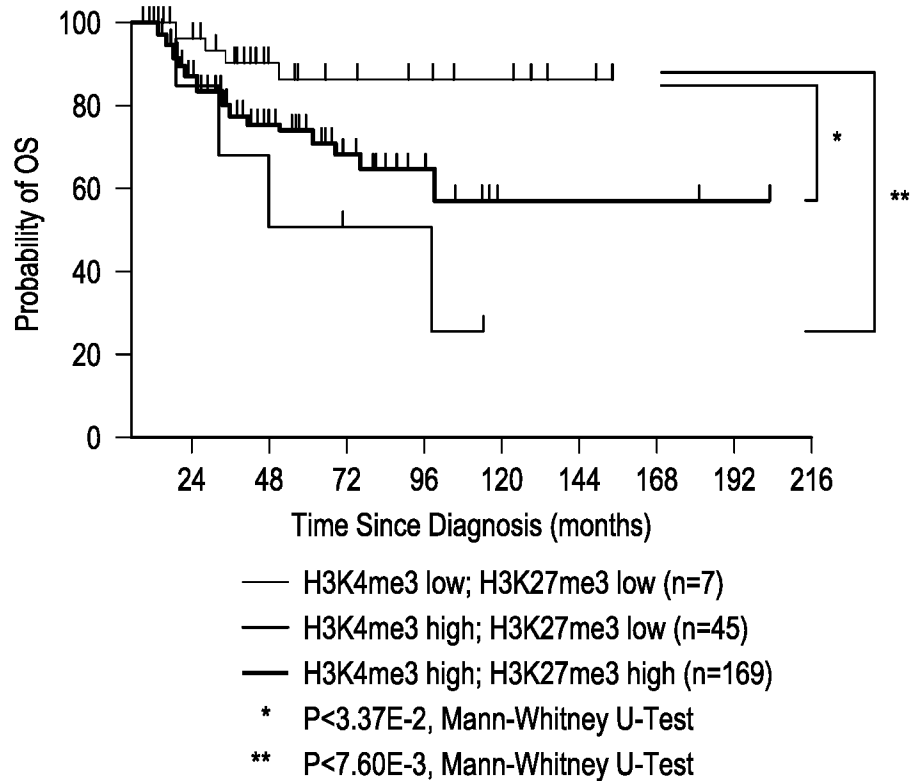 Probability of OS
100
80
60
40
20
0
*
**
24 48 72 96 120 144 168 192 216
Time Since Diagnosis (months)
H3K4me3 low; H3K27me3 low (n=7)
H3K4me3 high; H3K27me3 low (n=45)
H3K4me3 high; H3K27me3 high (n=169)
* P<3.37E-2, Mann-Whitney U-Test
** P<7.60E-3, Mann-Whitney U-Test